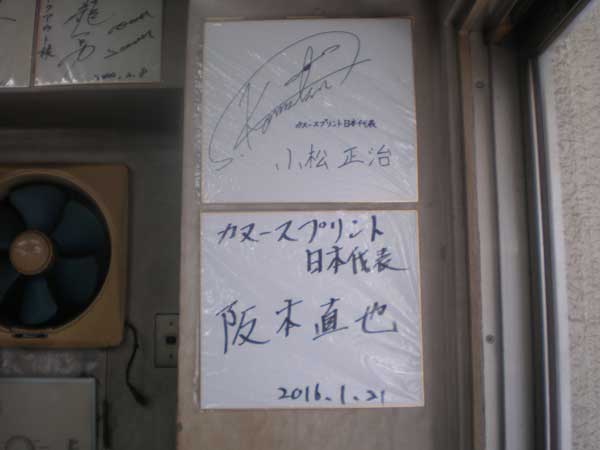 S. Komatsu
カヌースプリント日本代表
小松 正治
カヌースプリント
日本代表
阪本直也
2016.1.21